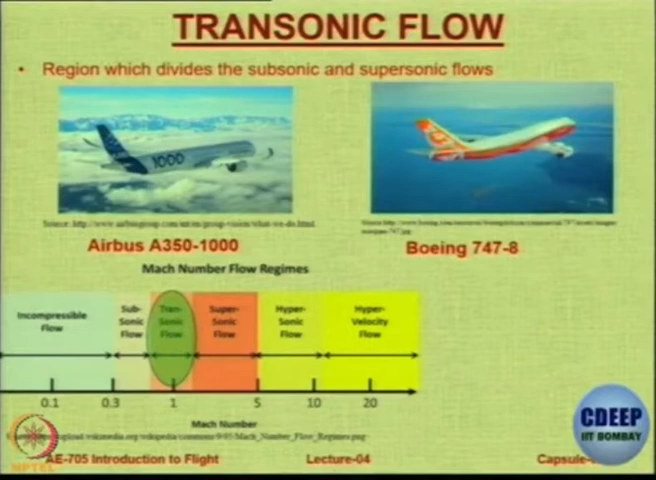 TRANSONIC FLOW
• Region which divides the subsonic and supersonic flows
1000
Airbus A350-1000
Boeing 747-8
Mach Number Flow Regimes
Incompressible Flow
Sub-Sonic Flow
Tran-Sonic Flow
Super-Sonic Flow
Hyper-Sonic Flow
Hyper-Velocity Flow
0.1 0.3 1 5 10 20
Mach Number
NPTEL
AE-705 Introduction to Flight Lecture-04
CDEEP
IIT BOMBAY